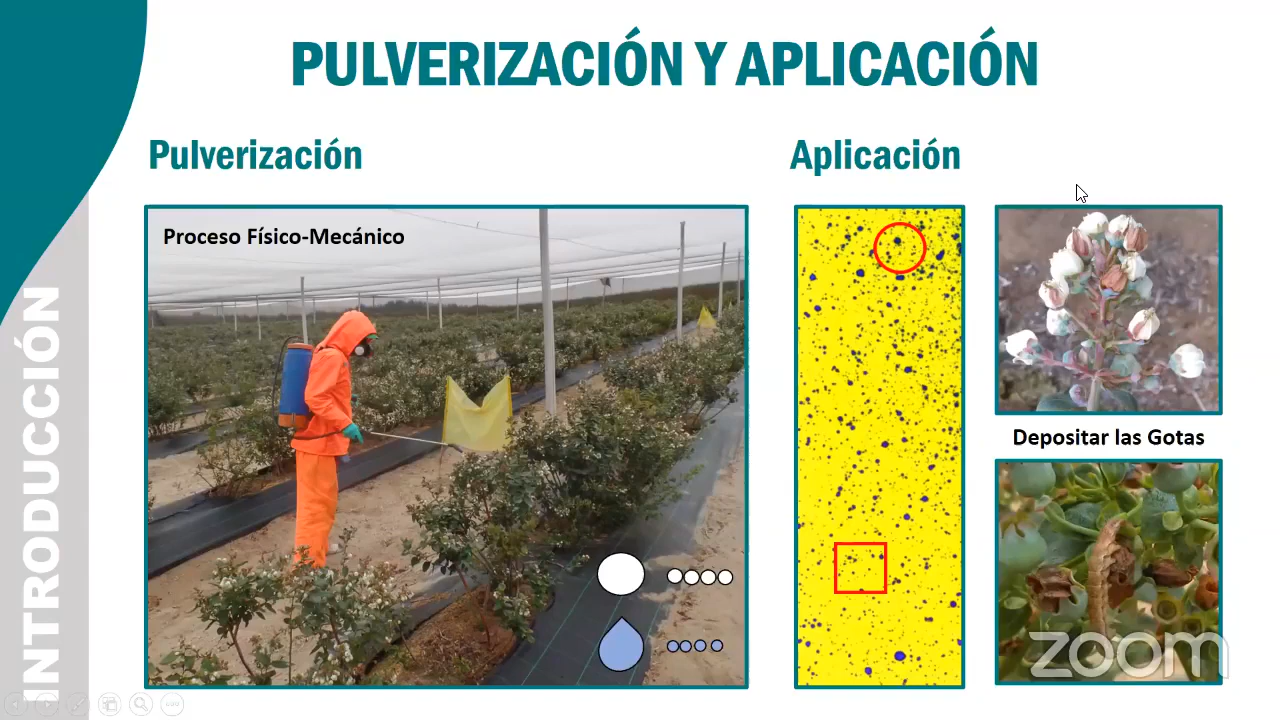 PULVERIZACIÓN Y APLICACIÓN
Pulverización
Aplicación
Proceso Físico-Mecánico
Depositar las Gotas
INTRODUCCIÓN
zoom